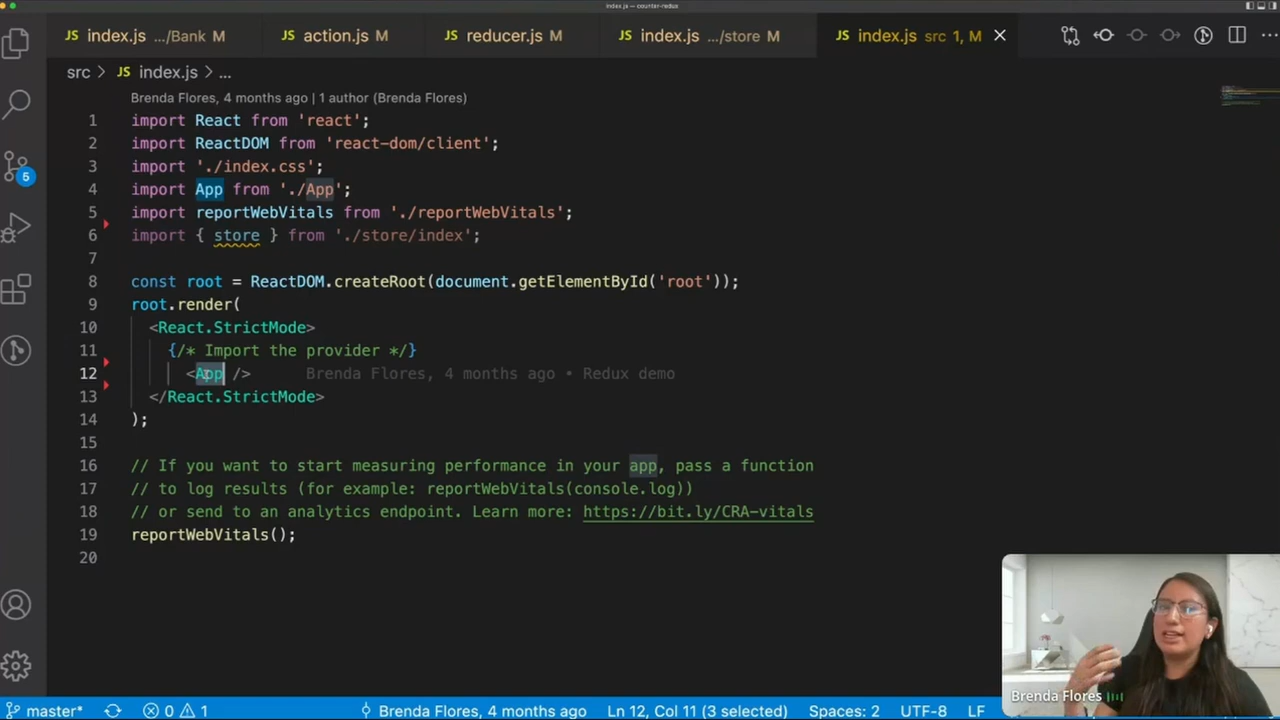 index.js — counter-redux
JS index.js .../Bank M
JS action.js M
JS reducer.js M
JS index.js .../store M
JS index.js src 1, M
src > JS index.js > ...
Brenda Flores, 4 months ago | 1 author (Brenda Flores)
1 import React from 'react';
2 import ReactDOM from 'react-dom/client';
3 import './index.css';
4 import App from './App';
5 import reportWebVitals from './reportWebVitals';
6 import { store } from './store/index';
7
8 const root = ReactDOM.createRoot(document.getElementById('root'));
9 root.render(
10 <React.StrictMode>
11 {/* Import the provider */}
12 <App /> Brenda Flores, 4 months ago • Redux demo
13 </React.StrictMode>
14 );
15
16 // If you want to start measuring performance in your app, pass a function
17 // to log results (for example: reportWebVitals(console.log))
18 // or send to an analytics endpoint. Learn more: https://bit.ly/CRA-vitals
19 reportWebVitals();
20
5
Brenda Flores
master* 0 1 Brenda Flores, 4 months ago Ln 12, Col 11 (3 selected) Spaces: 2 UTF-8 LF